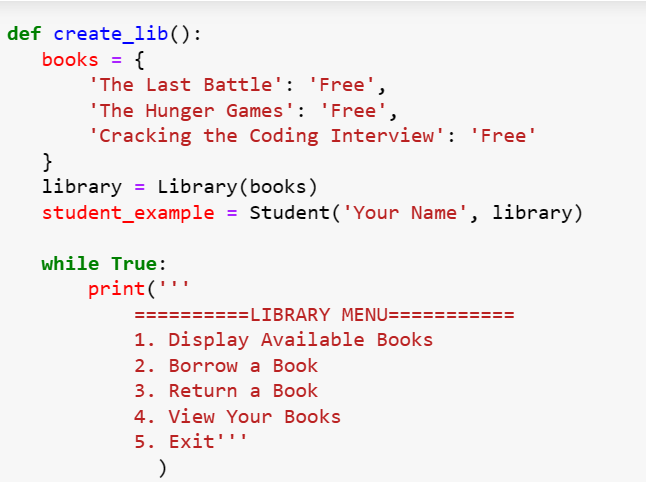 def create_lib():
   books = {
       'The Last Battle': 'Free',
       'The Hunger Games': 'Free',
       'Cracking the Coding Interview': 'Free'
   }
   library = Library(books)
   student_example = Student('Your Name', library)

   while True:
       print('''
           ==========LIBRARY MENU===========
           1. Display Available Books
           2. Borrow a Book
           3. Return a Book
           4. View Your Books
           5. Exit'''
             )